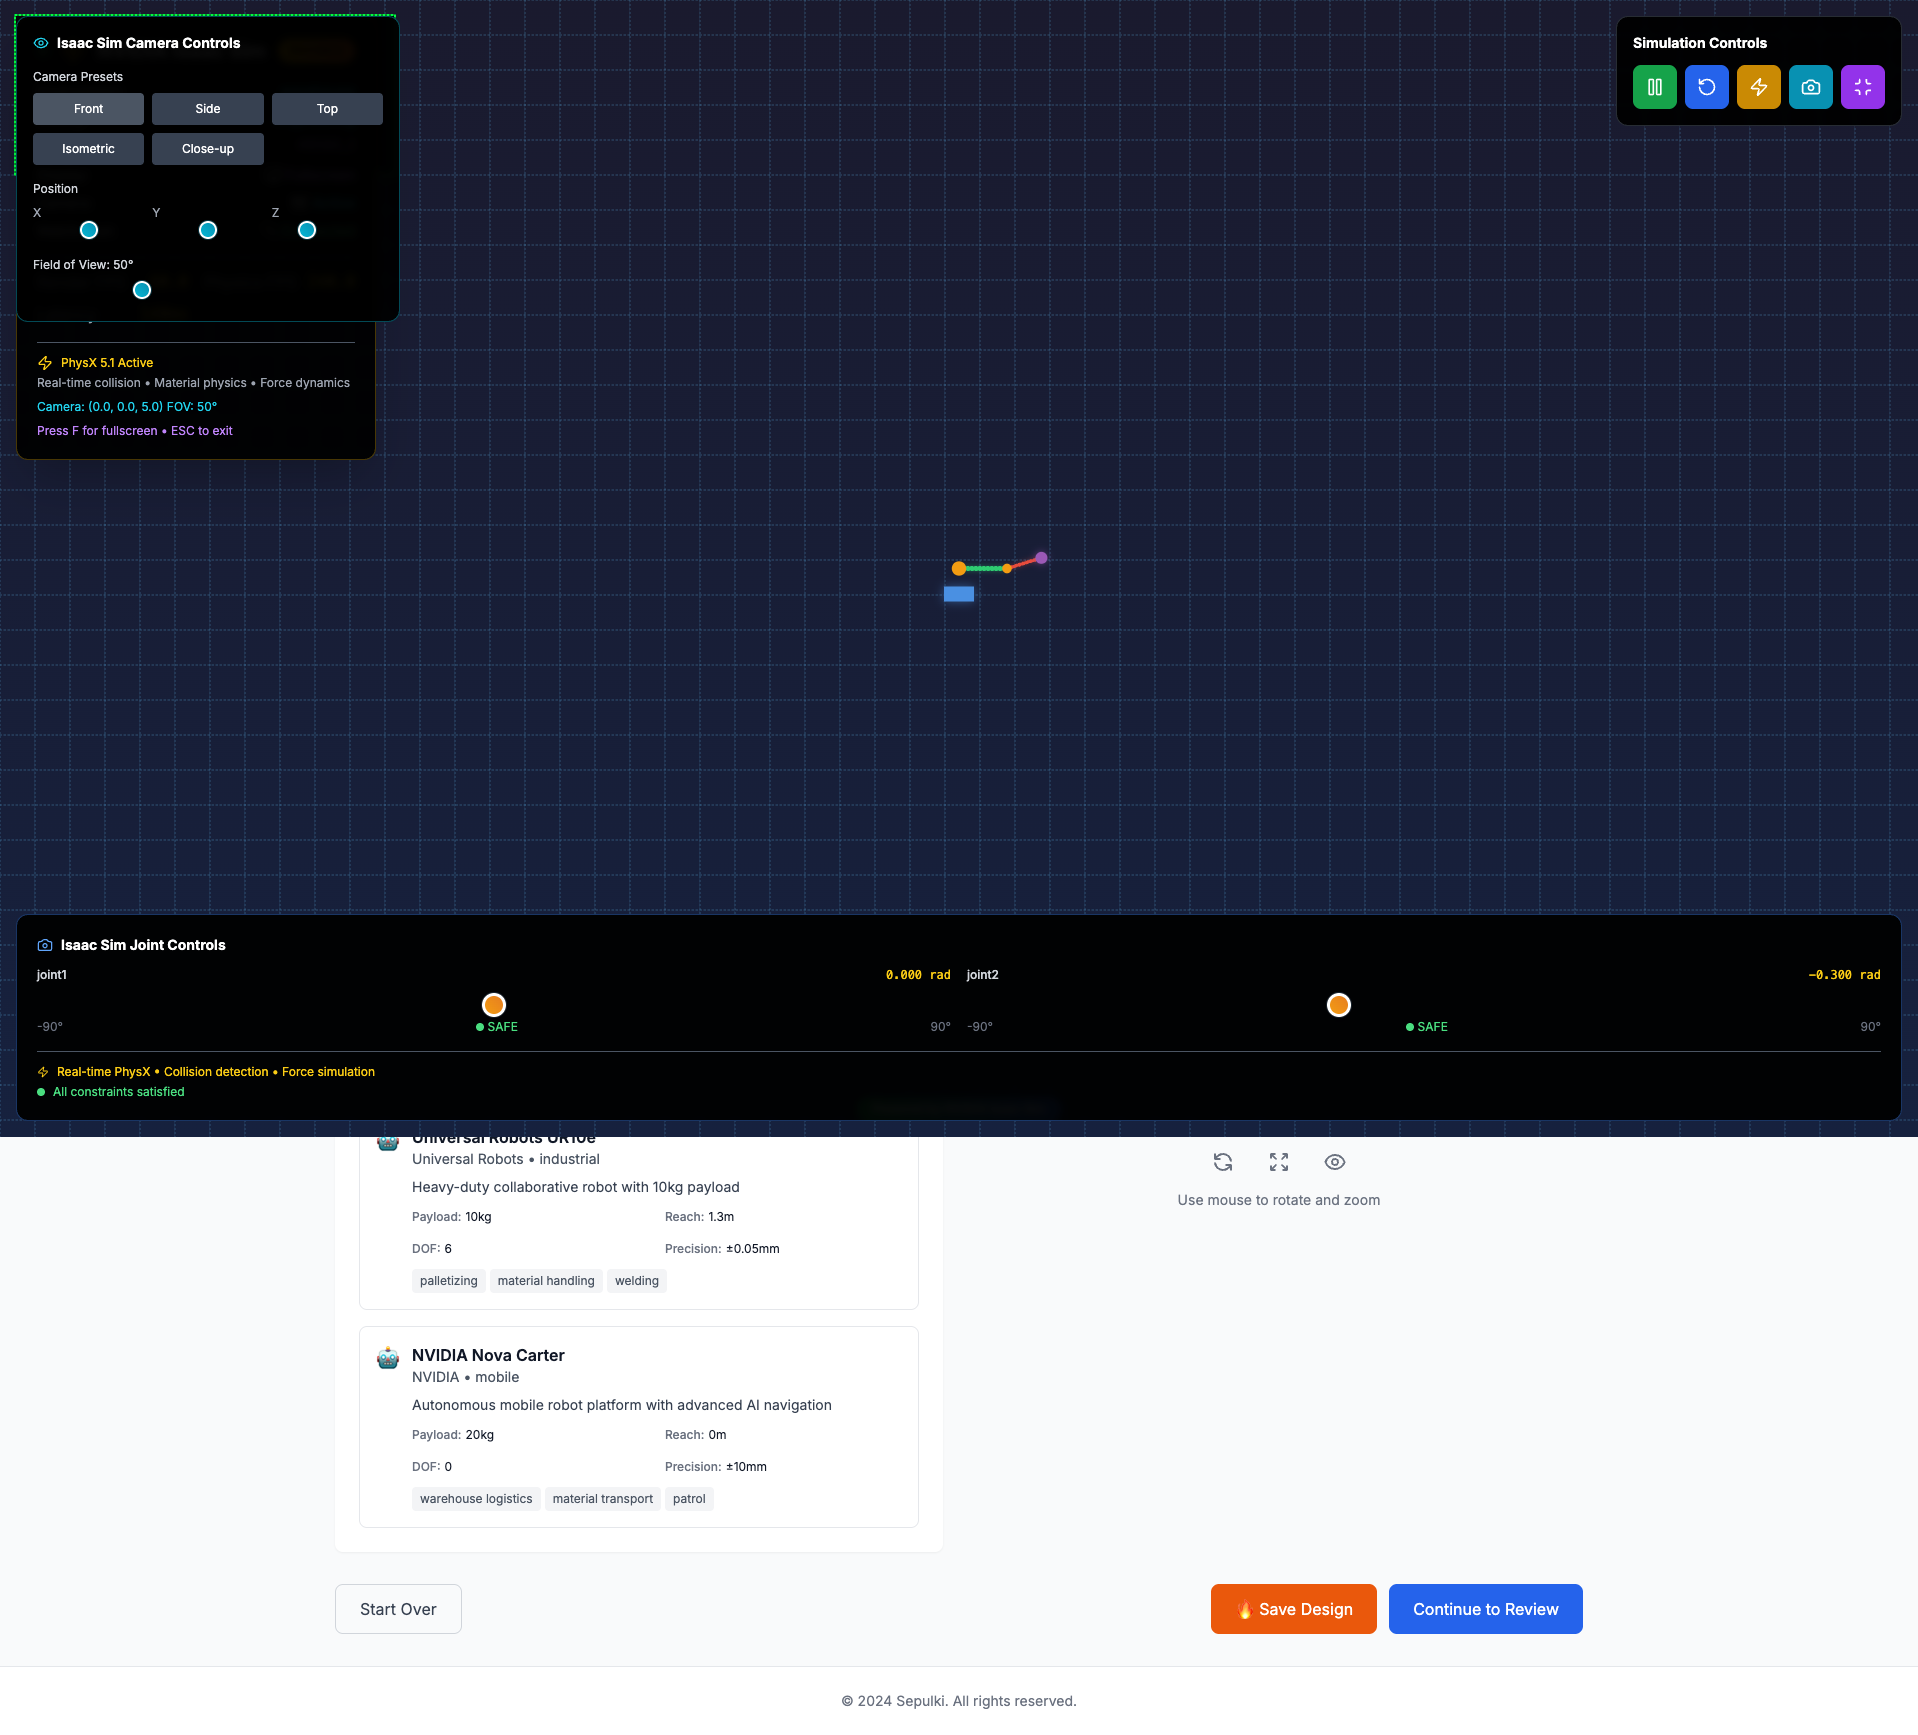 Isaac Sim Camera Controls
Camera Presets
Front Side Top
Isometric Close-up
Position
X Y Z
Field of View: 50°
PhysX 5.1 Active
Real-time collision • Material physics • Force dynamics
Camera: (0.0, 0.0, 5.0) FOV: 50°
Press F for fullscreen • ESC to exit
Simulation Controls
Isaac Sim Joint Controls
joint1 0.000 rad
-90° SAFE 90°
joint2 -0.300 rad
-90° SAFE 90°
Real-time PhysX • Collision detection • Force simulation
All constraints satisfied
Universal Robots UR10e
Universal Robots • industrial
Heavy-duty collaborative robot with 10kg payload
Payload: 10kg Reach: 1.3m
DOF: 6 Precision: ±0.05mm
palletizing material handling welding
NVIDIA Nova Carter
NVIDIA • mobile
Autonomous mobile robot platform with advanced AI navigation
Payload: 20kg Reach: 0m
DOF: 0 Precision: ±10mm
warehouse logistics material transport patrol
Use mouse to rotate and zoom
Start Over
🔥 Save Design
Continue to Review
© 2024 Sepulki. All rights reserved.